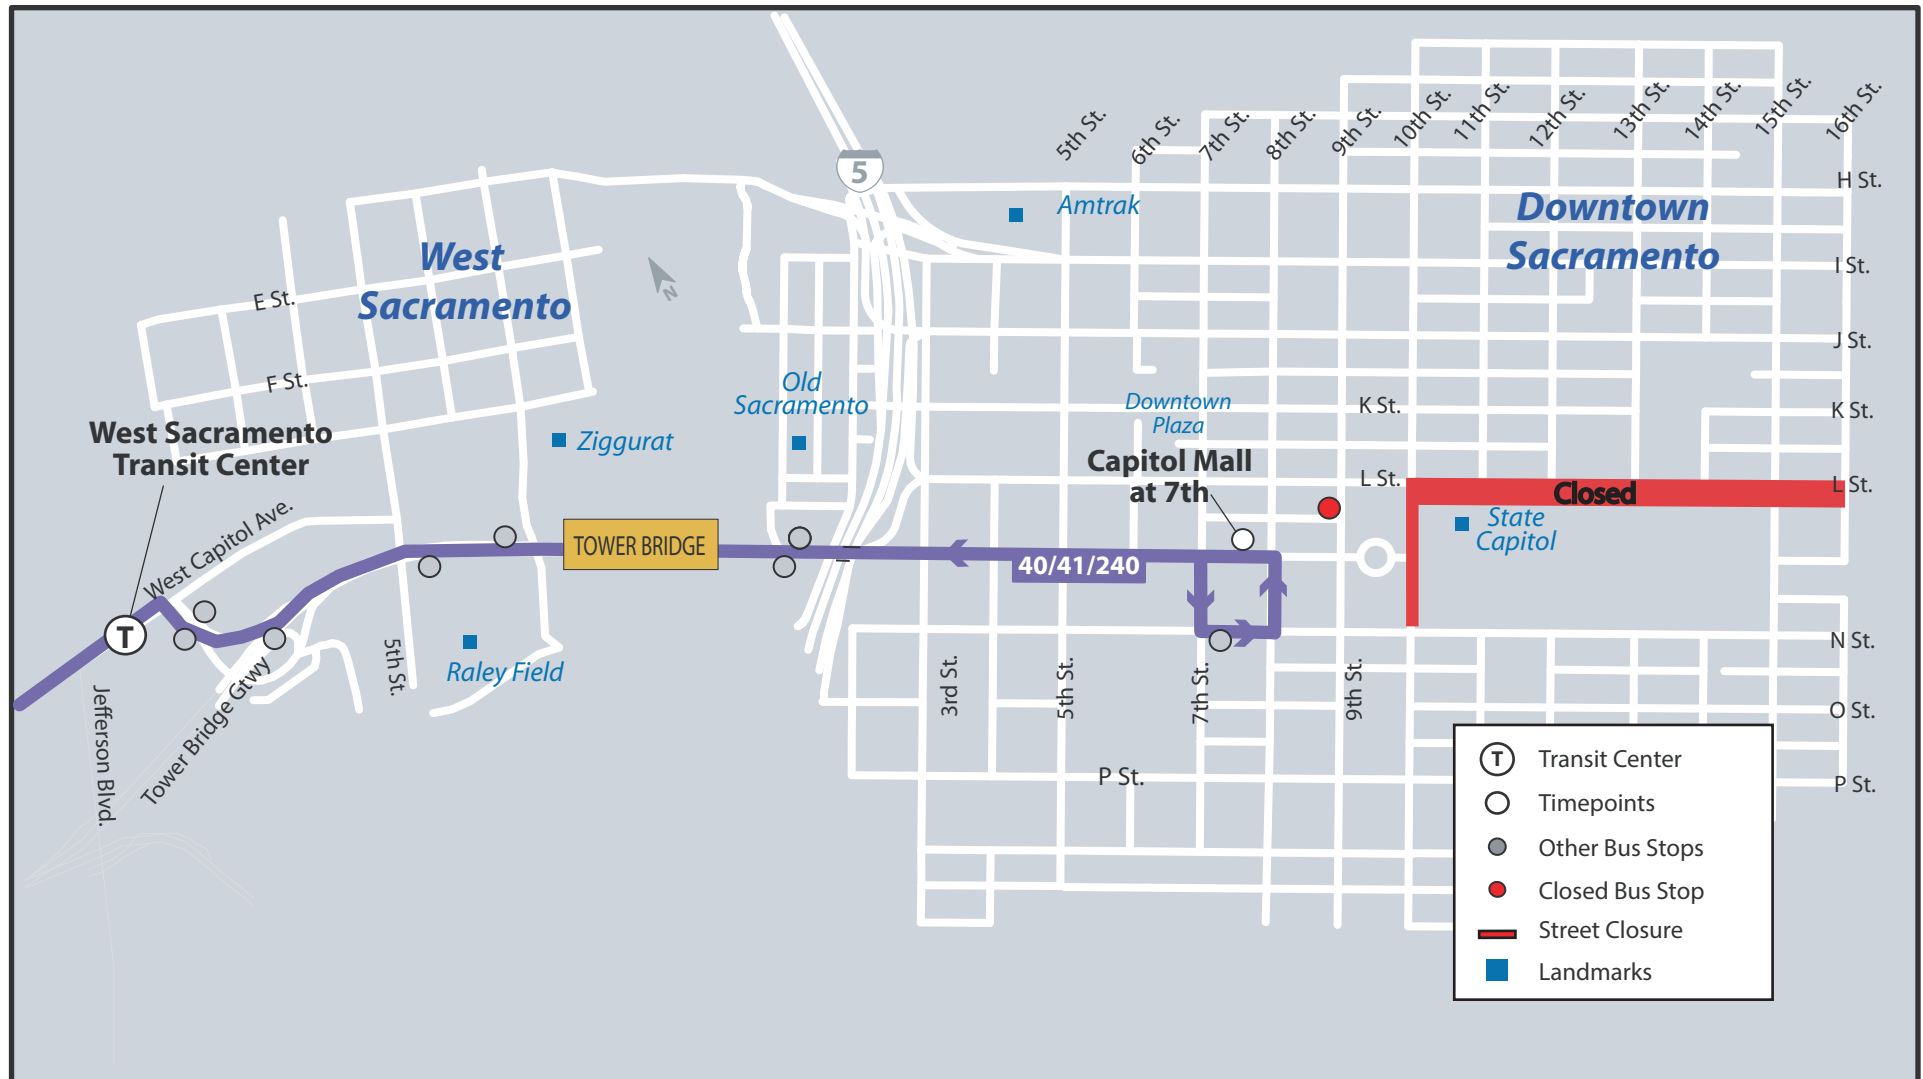 5th St.
6th St.
7th St.
8th St.
9th St.
10th St.
11th St.
12th St.
13th St.
14th St.
15th St.
16th St.
5
H St.
Amtrak
Downtown
Sacramento
West
Sacramento
I St.
E St.
N
J St.
F St.
Old
Sacramento
Downtown
Plaza
K St.
K St.
West Sacramento
Transit Center
Ziggurat
Capitol Mall
at 7th
L St.
Closed
L St.
State
Capitol
West Capitol Ave.
TOWER BRIDGE
40/41/240
T
N St.
5th St.
Raley Field
3rd St.
5th St.
7th St.
9th St.
Jefferson Blvd.
Tower Bridge Gtwy
O St.
P St.
P St.
T Transit Center
Timepoints
Other Bus Stops
Closed Bus Stop
Street Closure
Landmarks